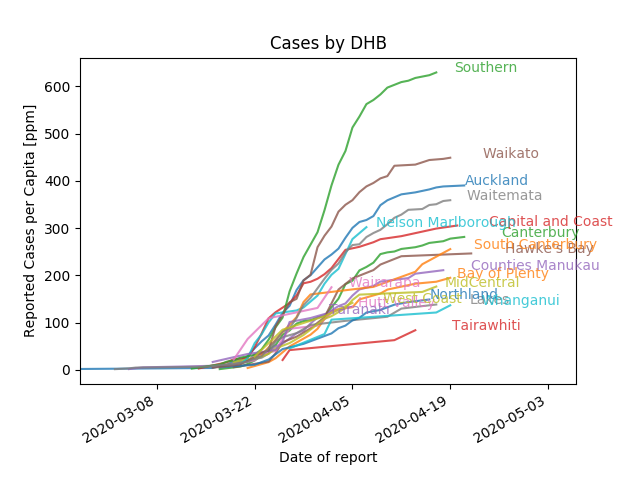 Cases by DHB
Reported Cases per Capita [ppm]
600
500
400
300
200
100
0
Southern
Waikato
Auckland
Waitemata
Capital and Coast
Nelson Marlborough
Canterbury
South Canterbury
Hawke's Bay
Counties Manukau
Bay of Plenty
MidCentral
Wairarapa
Northland
West Coast
Lakes
Whanganui
Hutt Valley
Taranaki
Tairawhiti
2020-03-08
2020-03-22
2020-04-05
2020-04-19
2020-05-03
Date of report